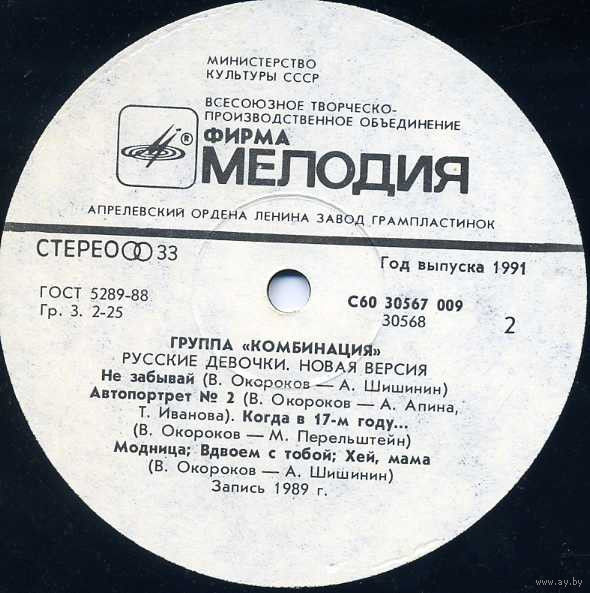 МИНИСТЕРСТВО
КУЛЬТУРЫ СССР
ВСЕСОЮЗНОЕ ТВОРЧЕСКО-
ПРОИЗВОДСТВЕННОЕ ОБЪЕДИНЕНИЕ
ФИРМА
МЕЛОДИЯ
АПРЕЛЕВСКИЙ ОРДЕНА ЛЕНИНА ЗАВОД ГРАМПЛАСТИНОК
СТЕРЕО 33
Год выпуска 1991
ГОСТ 5289-88
Гр. 3. 2-25
С60 30567 009
30568
2
ГРУППА «КОМБИНАЦИЯ»
РУССКИЕ ДЕВОЧКИ. НОВАЯ ВЕРСИЯ
Не забывай (В. Окороков — А. Шишинин)
Автопортрет № 2 (В. Окороков — А. Апина,
Т. Иванова). Когда в 17-м году...
(В. Окороков — М. Перельштейн)
Модница; Вдвоем с тобой; Хей, мама
(В. Окороков — А. Шишинин)
Запись 1989 г.
www.ay.by